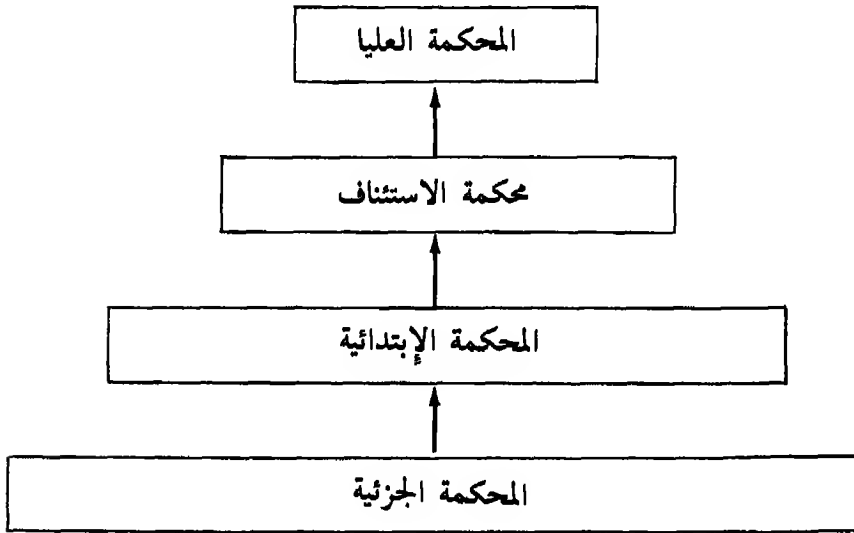 المحكمة العليا
محكمة الاستئناف
المحكمة الإبتدائية
المحكمة الجزئية